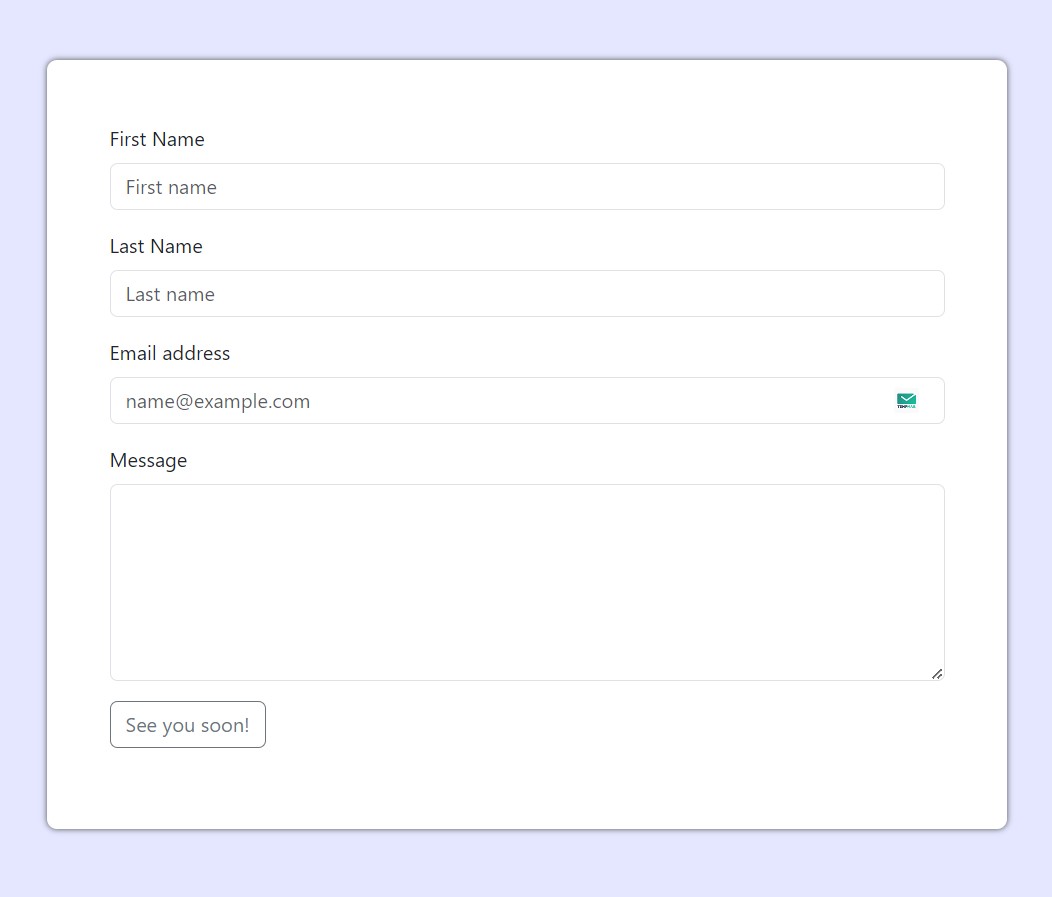 First Name
First name
Last Name
Last name
Email address
name@example.com
Message
See you soon!